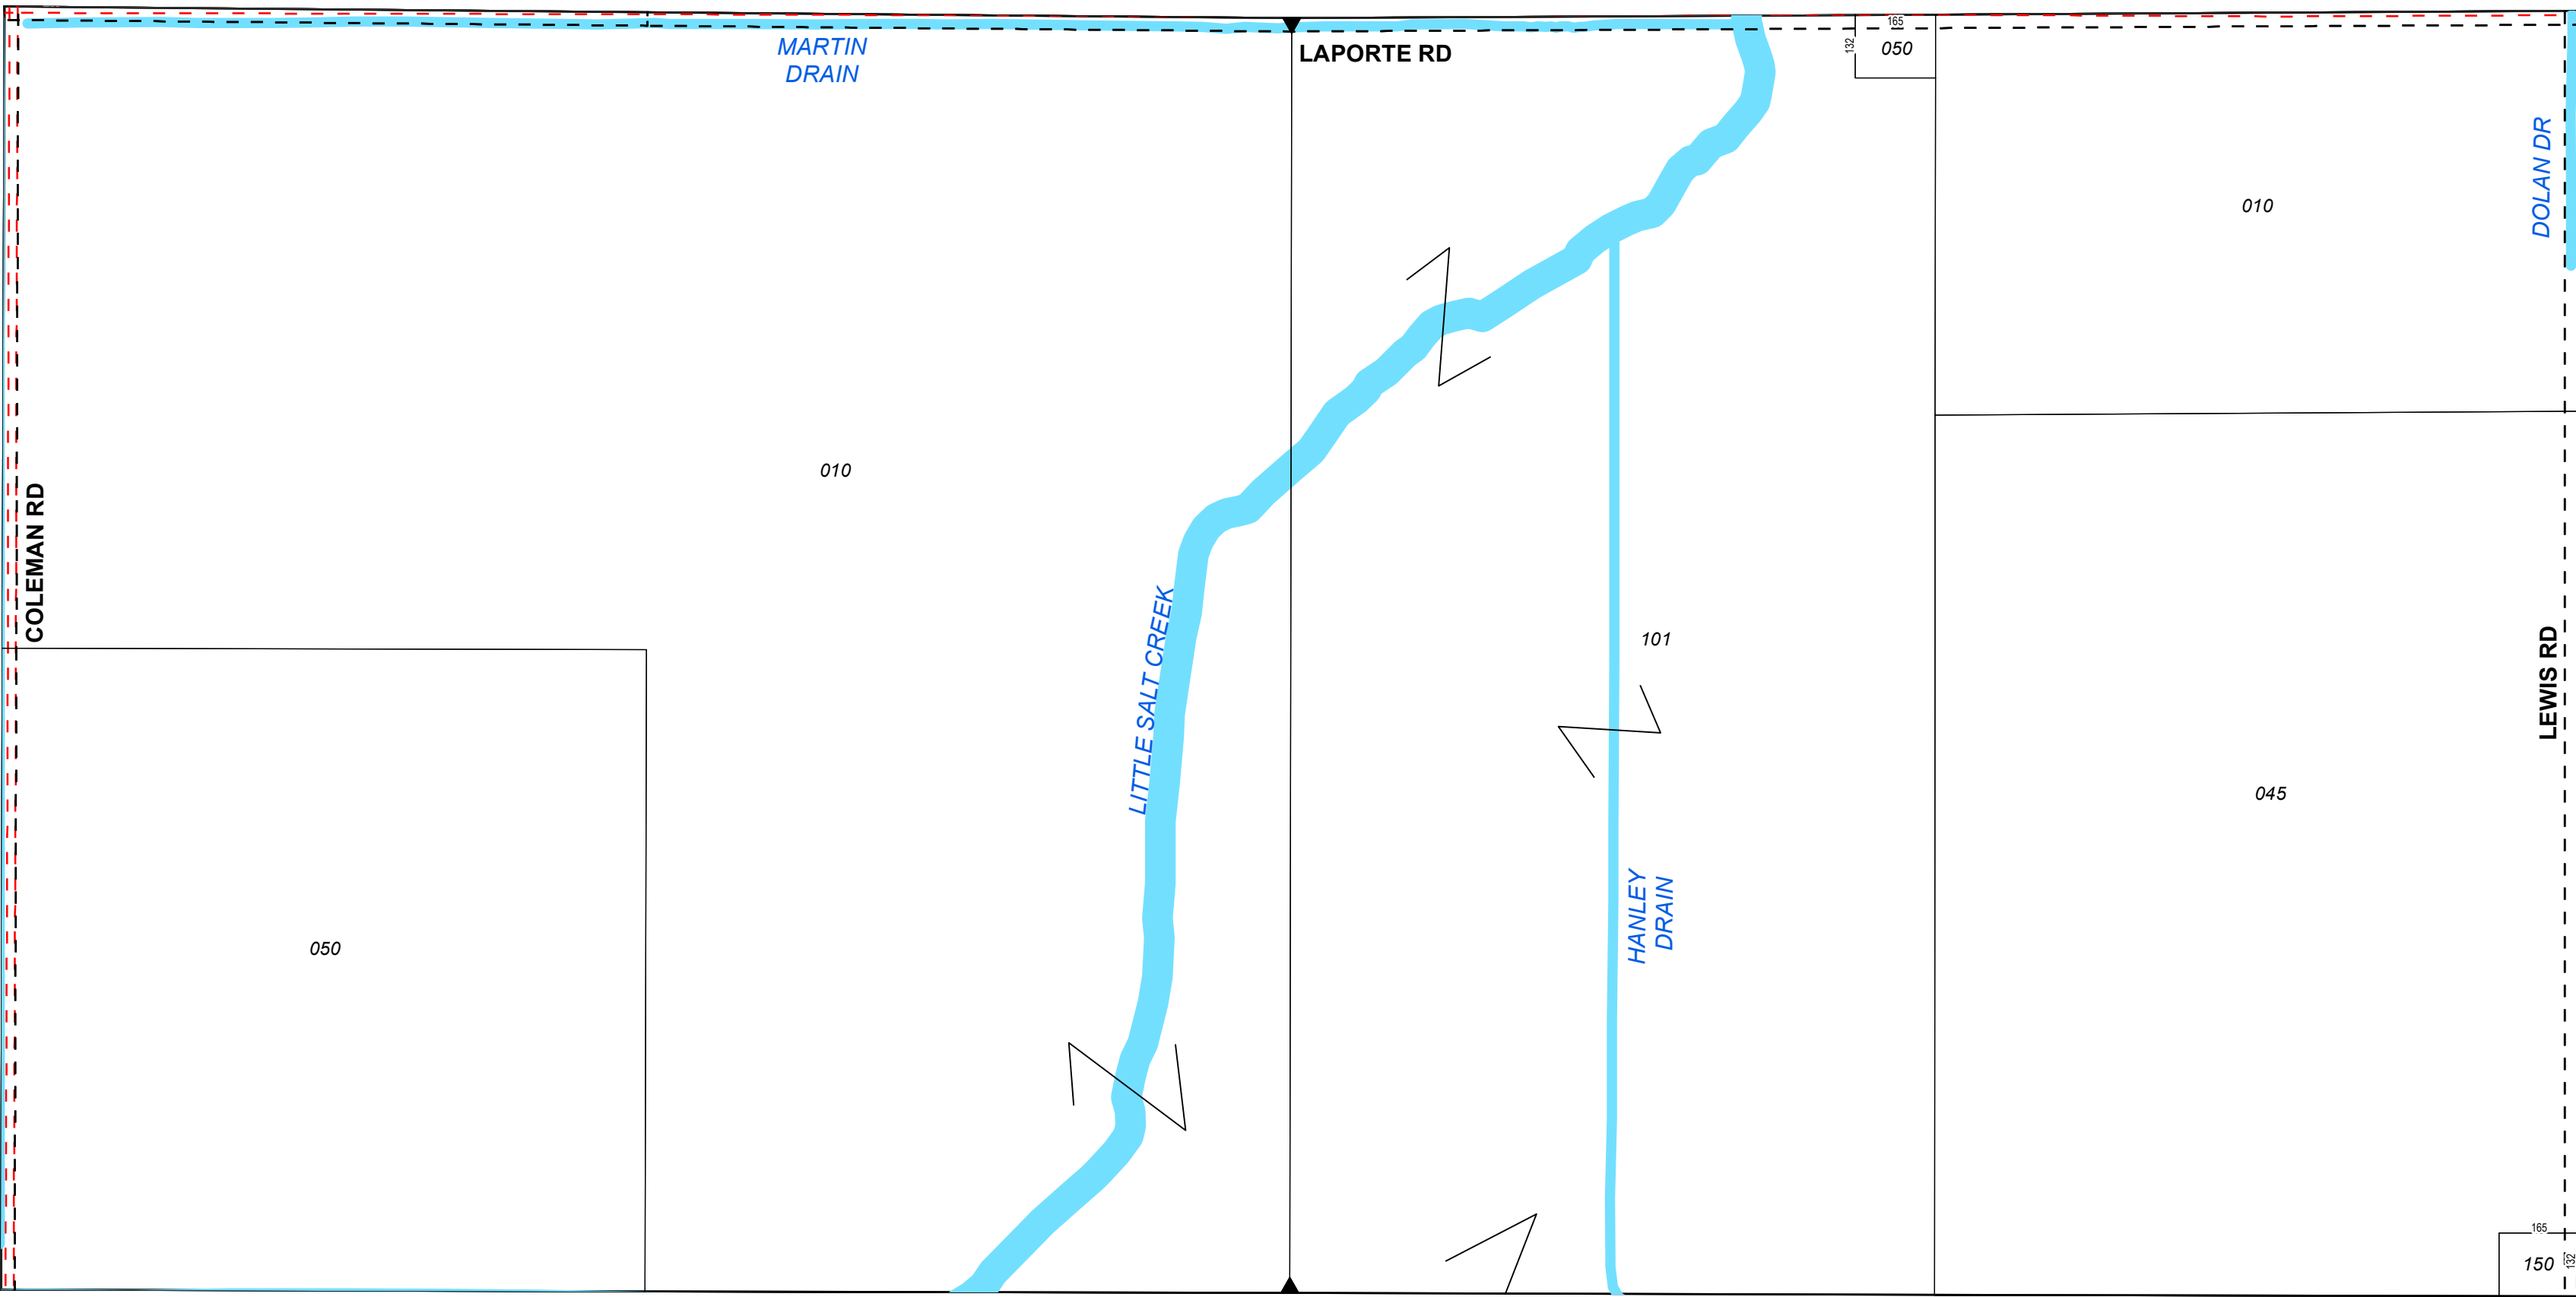 165
MARTIN
DRAIN
LAPORTE RD
132
050
DOLAN DR
010
010
COLEMAN RD
LITTLE SALT CREEK
101
LEWIS RD
045
HANLEY
DRAIN
050
165
150
132